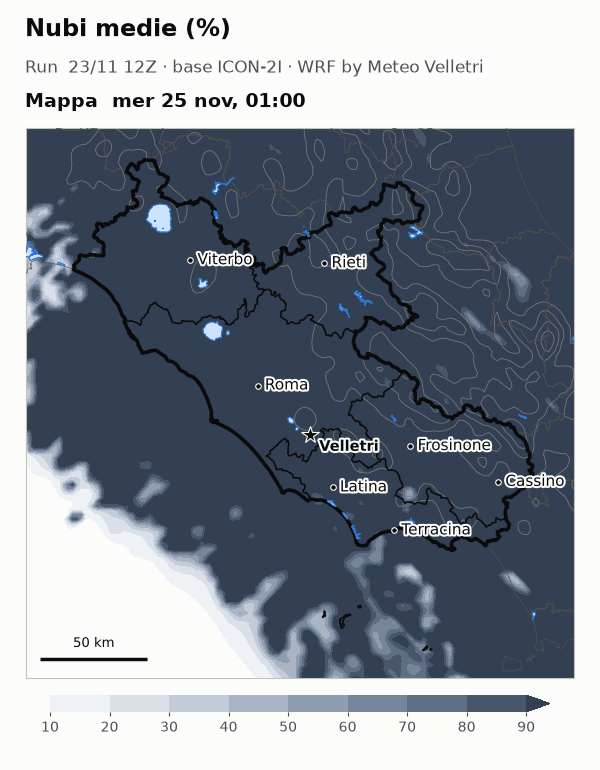 Nubi medie (%)
Run 23/11 12Z · base ICON-2I · WRF by Meteo Velletri
Mappa mer 25 nov, 01:00
Viterbo
Rieti
Roma
Velletri
Frosinone
Latina
Cassino
Terracina
50 km
10 20 30 40 50 60 70 80 90